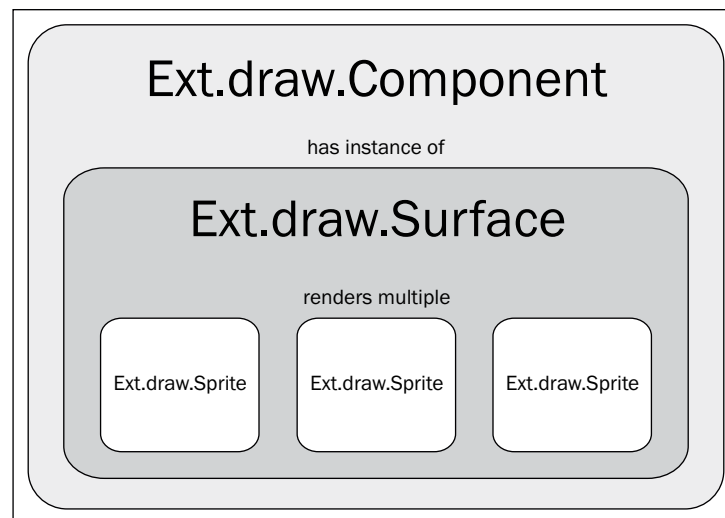 Ext.draw.Component
has instance of
Ext.draw.Surface
renders multiple
Ext.draw.Sprite Ext.draw.Sprite Ext.draw.Sprite